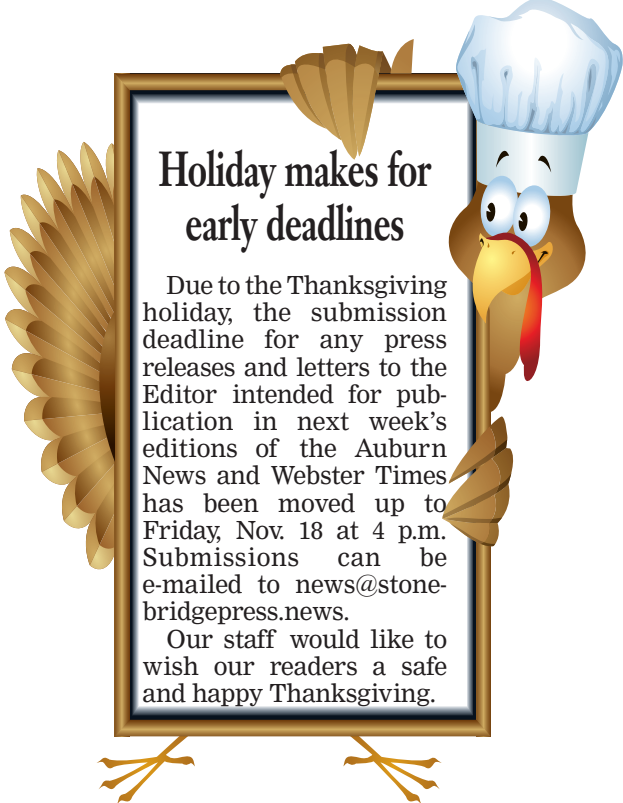 Holiday makes for
early deadlines
Due to the Thanksgiving
holiday, the submission
deadline for any press
releases and letters to the
Editor intended for pub-
lication in next week’s
editions of the Auburn
News and Webster Times
has been moved up to
Friday, Nov. 18 at 4 p.m.
Submissions can be
e-mailed to news@stone-
bridgepress.news.
Our staff would like to
wish our readers a safe
and happy Thanksgiving.